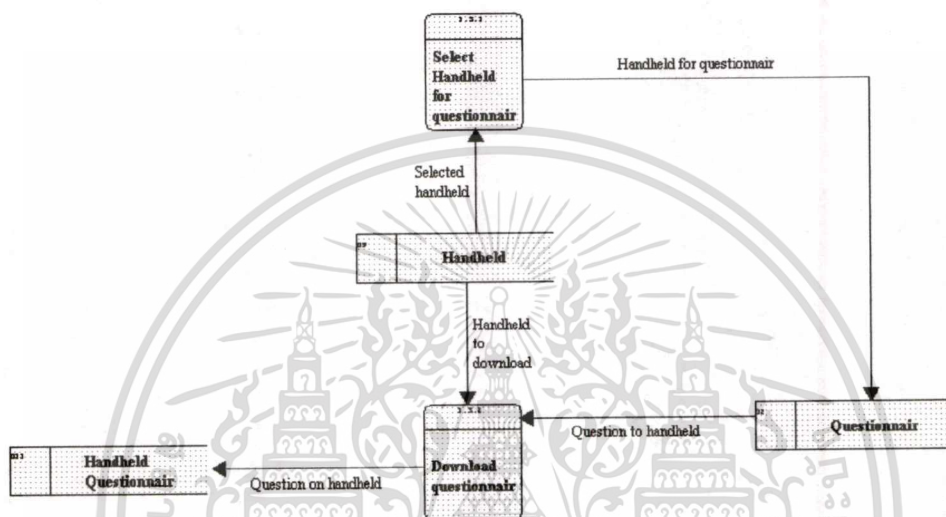 Select
Handheld
for
questionnair
Handheld for questionnair
Selected
handheld
Handheld
Handheld
to
download
Questionnair
Question to handheld
Download
questionnair
Question on handheld
Handheld
Questionnair